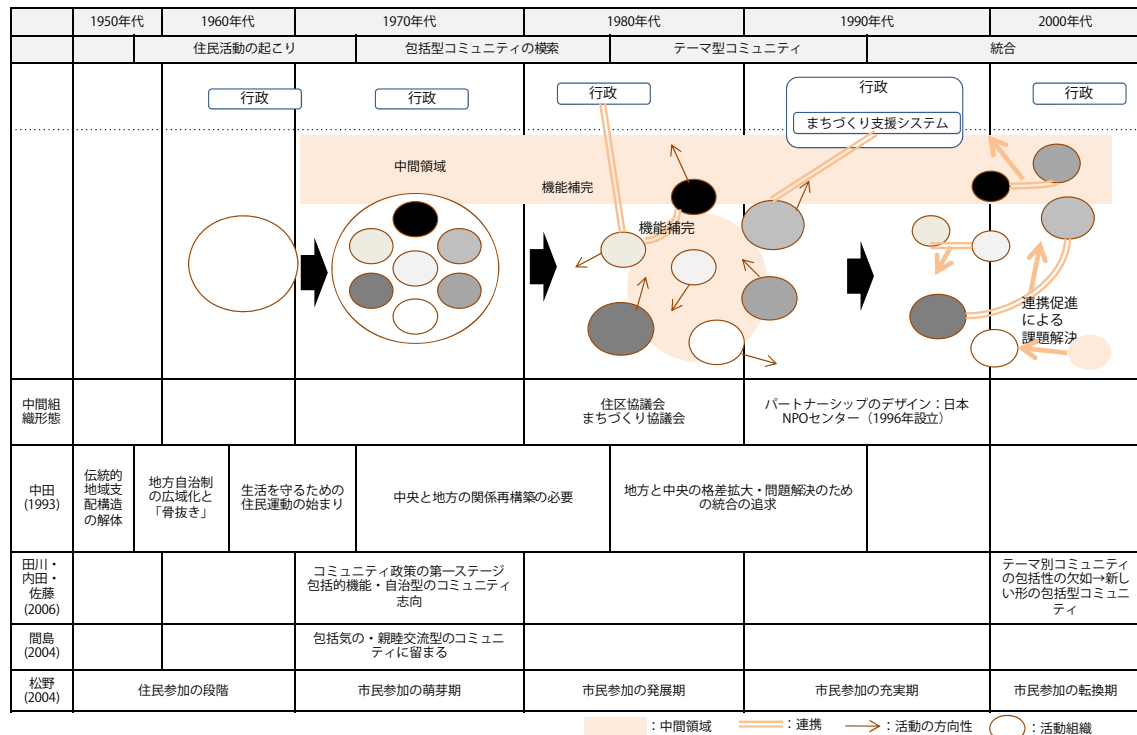 1950年代
1960年代
1970年代
1980年代
1990年代
2000年代
住民活動の起こり
包括型コミュニティの模索
テーマ型コミュニティ
統合
行政
行政
行政
行政
まちづくり支援システム
行政
中間領域
機能補完
機能補完
連携促進
による
課題解決
中間組
織形態
住区協議会
まちづくり協議会
パートナーシップのデザイン：日本
NPOセンター（1996年設立）
中田
(1993)
伝統的
地域支
配構造
の解体
地方自治制
の広域化と
「骨抜き」
生活を守るための
住民運動の始まり
中央と地方の関係再構築の必要
地方と中央の格差拡大・問題解決のため
の統合の追求
田川・
内田・
佐藤
(2006)
コミュニティ政策の第一ステージ
包括的機能・自治型のコミュニティ
志向
テーマ別コミュニティ
の包括性の欠如→新し
い形の包括型コミュニ
ティ
間島
(2004)
包括気の・親睦交流型のコミュニ
ティに留まる
松野
(2004)
住民参加の段階
市民参加の萌芽期
市民参加の発展期
市民参加の充実期
市民参加の転換期
：中間領域
：連携
：活動の方向性
：活動組織